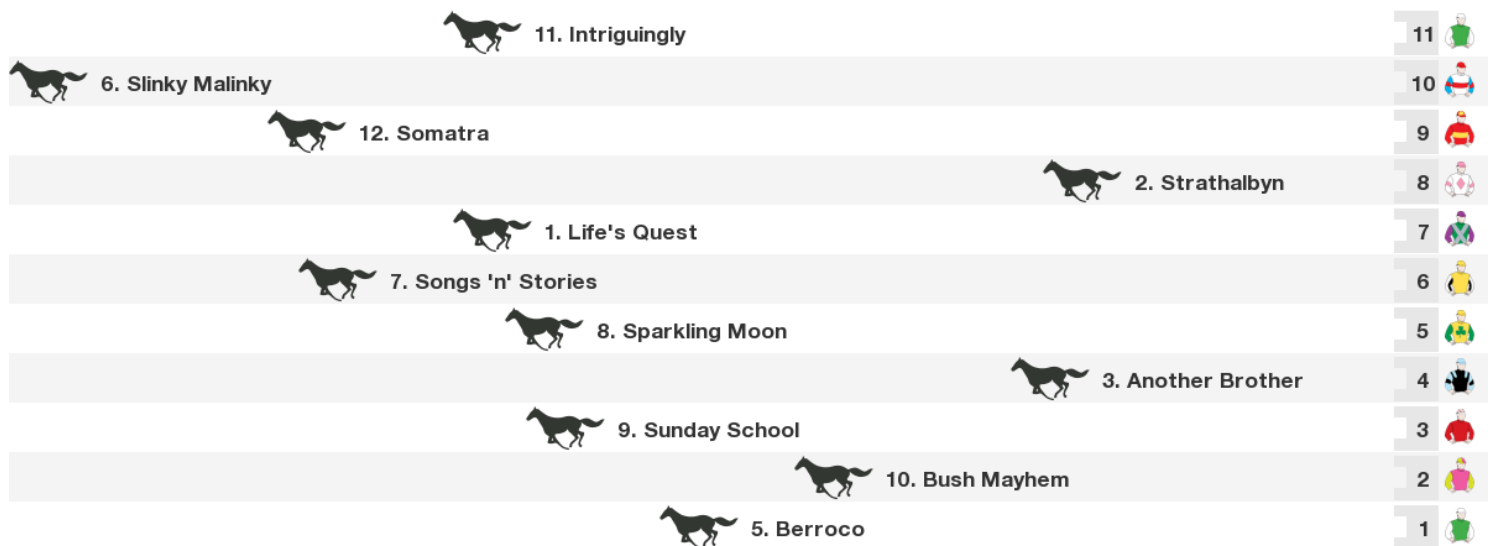 11. Intriguingly 11
6. Slinky Malinky 10
12. Somatra 9
2. Strathalbyn 8
1. Life's Quest 7
7. Songs 'n' Stories 6
8. Sparkling Moon 5
3. Another Brother 4
9. Sunday School 3
10. Bush Mayhem 2
5. Berroco 1